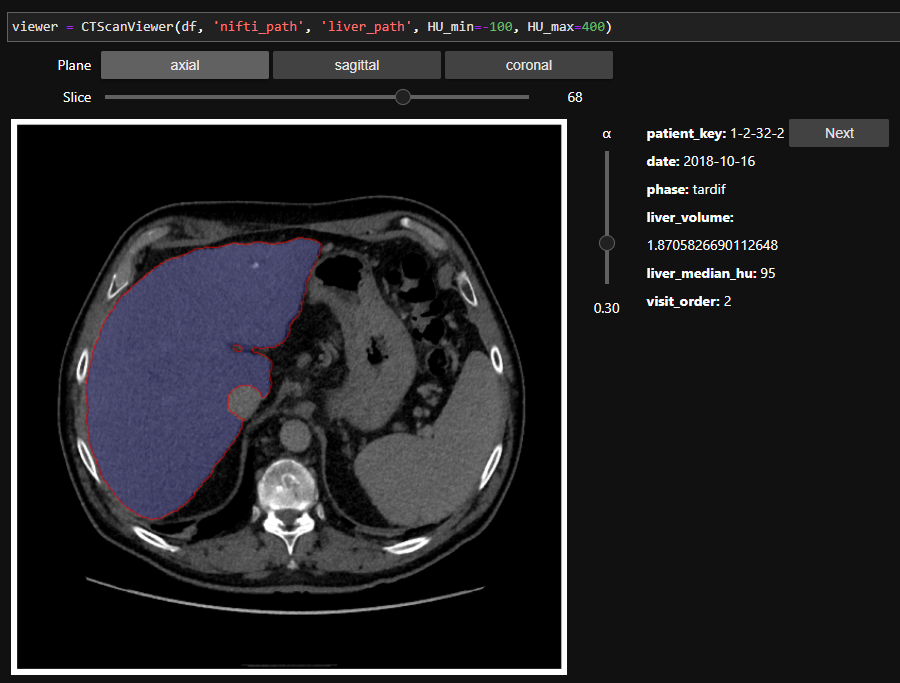 viewer = CTScanViewer(df, 'nifti_path', 'liver_path', HU_min=-100, HU_max=400)
Plane axial sagittal coronal
Slice 68
α
0.30
patient_key: 1-2-32-2 Next
date: 2018-10-16
phase: tardif
liver_volume:
1.8705826690112648
liver_median_hu: 95
visit_order: 2